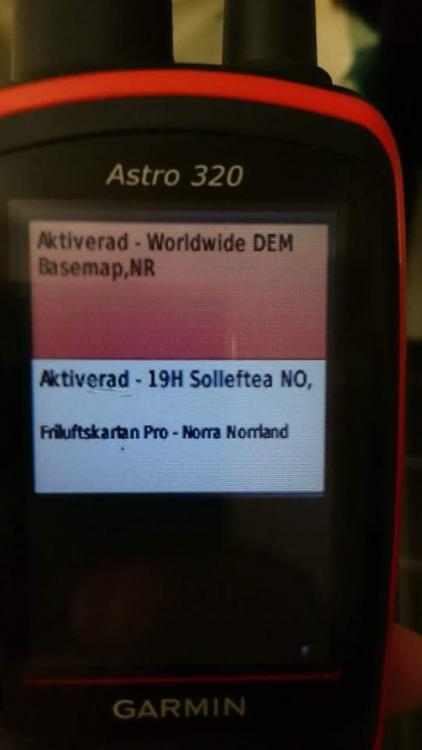 Astro 320
Aktiverad - Worldwide DEM
Basemap,NR
Aktiverad - 19H Solleftea NO,
Friluftskartan Pro - Norra Norrland
GARMIN